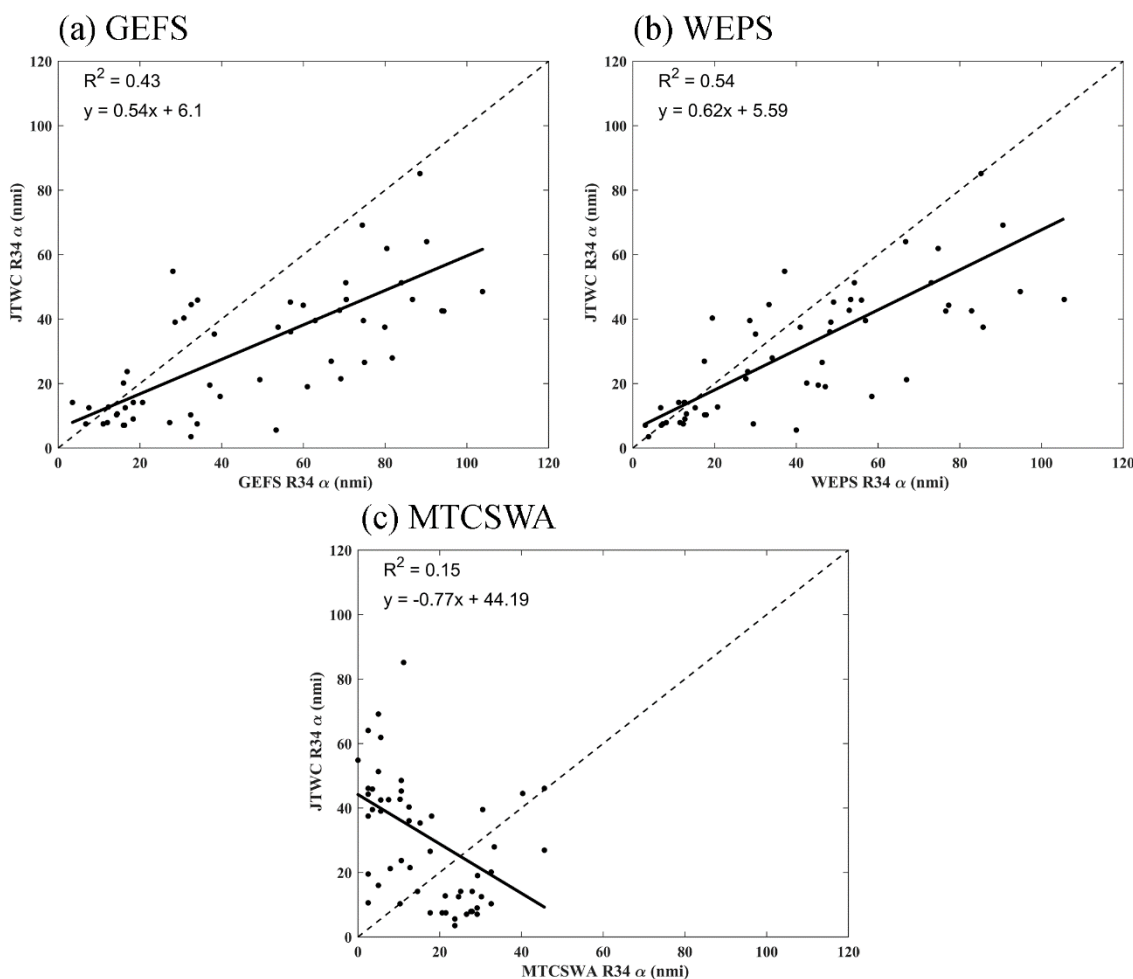 (a) GEFS
R² = 0.43
y = 0.54x + 6.1
JTWC R34 α (nmi)
120
100
80
60
40
20
0
0 20 40 60 80 100 120
GEFS R34 α (nmi)
(b) WEPS
R² = 0.54
y = 0.62x + 5.59
JTWC R34 α (nmi)
120
100
80
60
40
20
0
0 20 40 60 80 100 120
WEPS R34 α (nmi)
(c) MTCSWA
R² = 0.15
y = -0.77x + 44.19
JTWC R34 α (nmi)
120
100
80
60
40
20
0
0 20 40 60 80 100 120
MTCSWA R34 α (nmi)